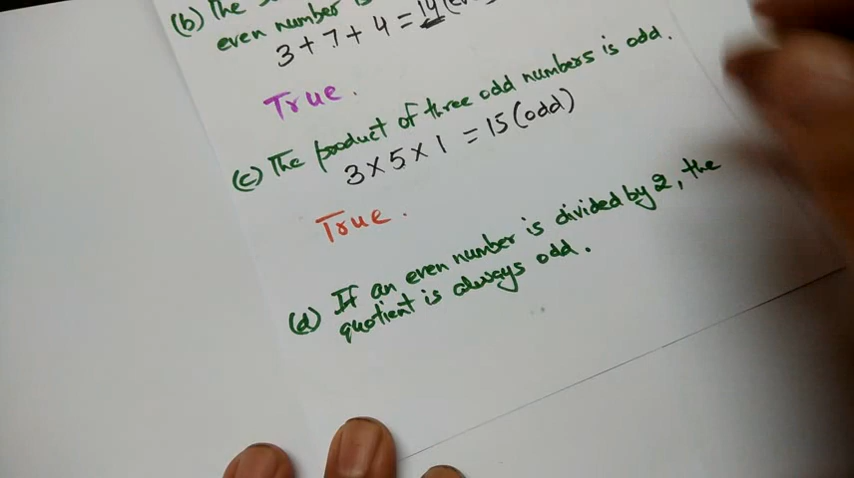 (b) The
even number is
3+7+4=14(
True.
(c) The product of three odd numbers is odd.
3×5×1 =15(odd)
True.
(d) If an even number is divided by 2, the
quotient is always odd.